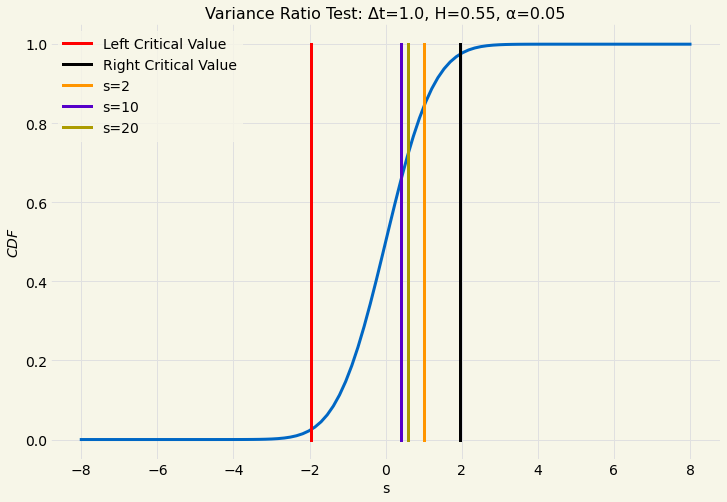 Variance Ratio Test: Δt=1.0, H=0.55, α=0.05
Left Critical Value
Right Critical Value
s=2
s=10
s=20
1.0
0.8
0.6
0.4
0.2
0.0
CDF
−8
−6
−4
−2
0
2
4
6
8
s